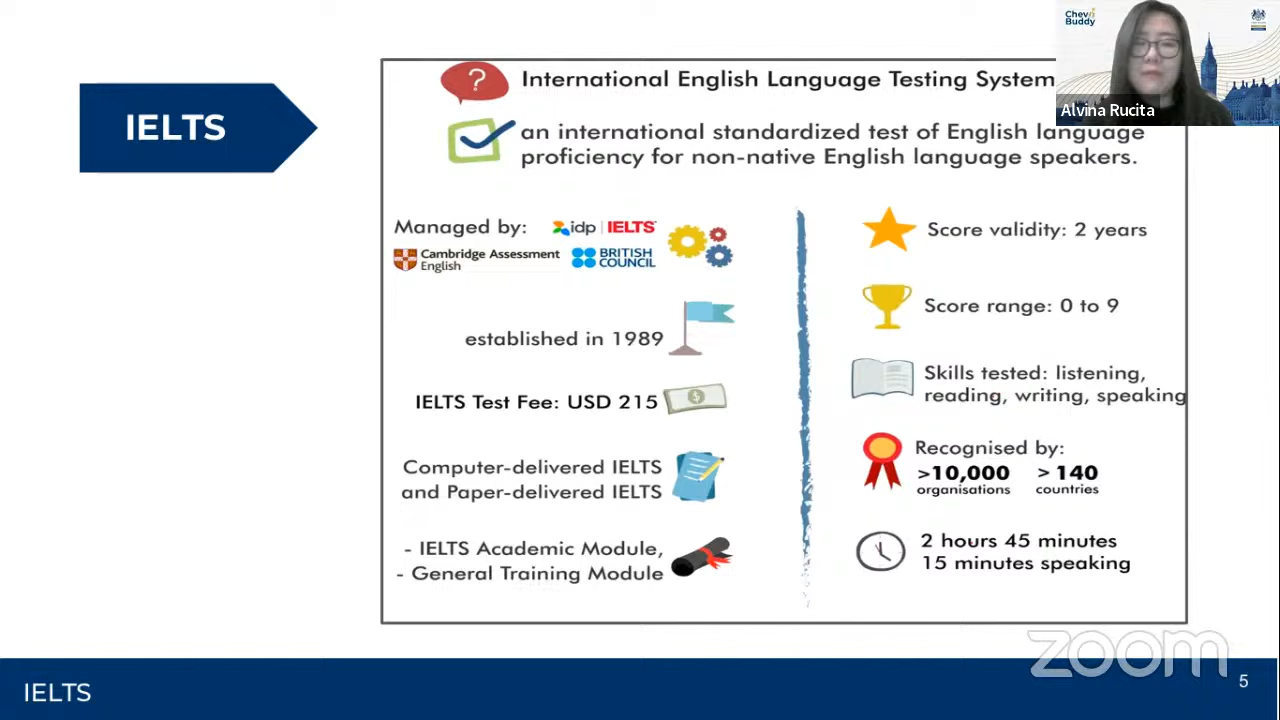 Chev
Buddy
Alvina Rucita
IELTS
?
International English Language Testing System
an international standardized test of English language
proficiency for non-native English language speakers.
Managed by: idp IELTS
Cambridge Assessment
English
BRITISH
COUNCIL
established in 1989
IELTS Test Fee: USD 215
$
Computer-delivered IELTS
and Paper-delivered IELTS
- IELTS Academic Module,
- General Training Module
Score validity: 2 years
Score range: 0 to 9
Skills tested: listening,
reading, writing, speaking
Recognised by:
>10,000 > 140
organisations countries
2 hours 45 minutes
15 minutes speaking
zoom
IELTS
5